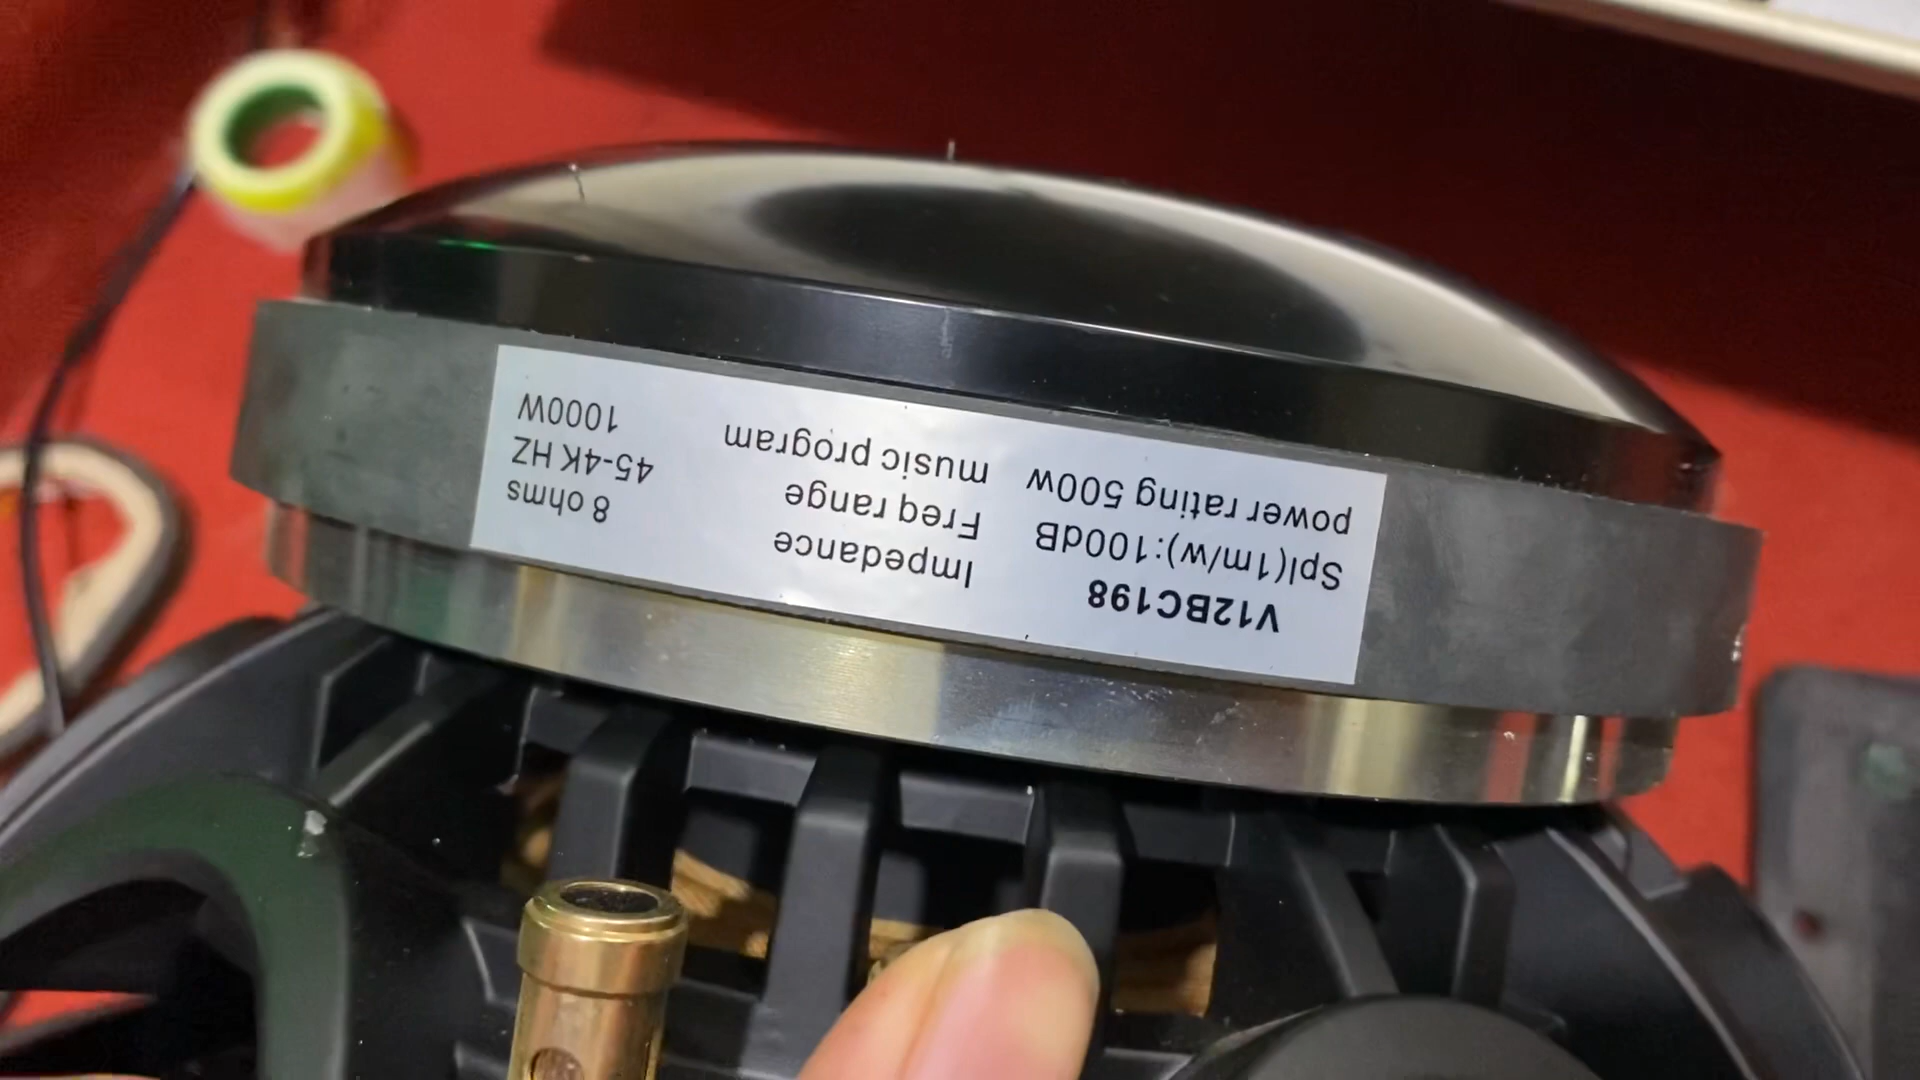 V12BC198
Spl(1m/w):100dB
power rating 500w
Impedance 8 ohms
Freq range 45-4K HZ
music program 1000W